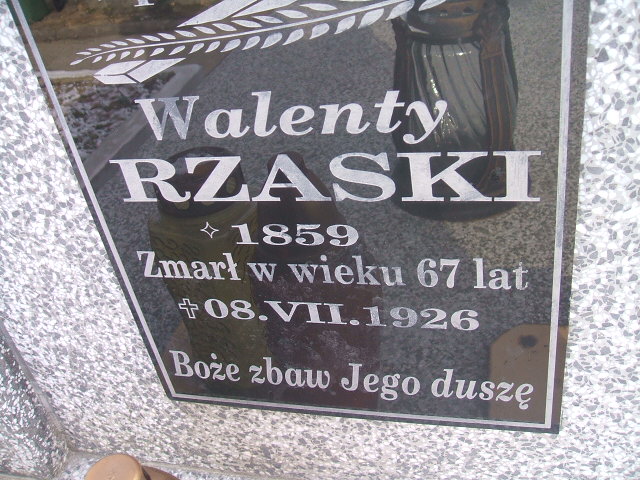 Walenty
RZASKI
1859
Zmarł w wieku 67 lat
08.VII.1926
Boże zbaw Jego duszę